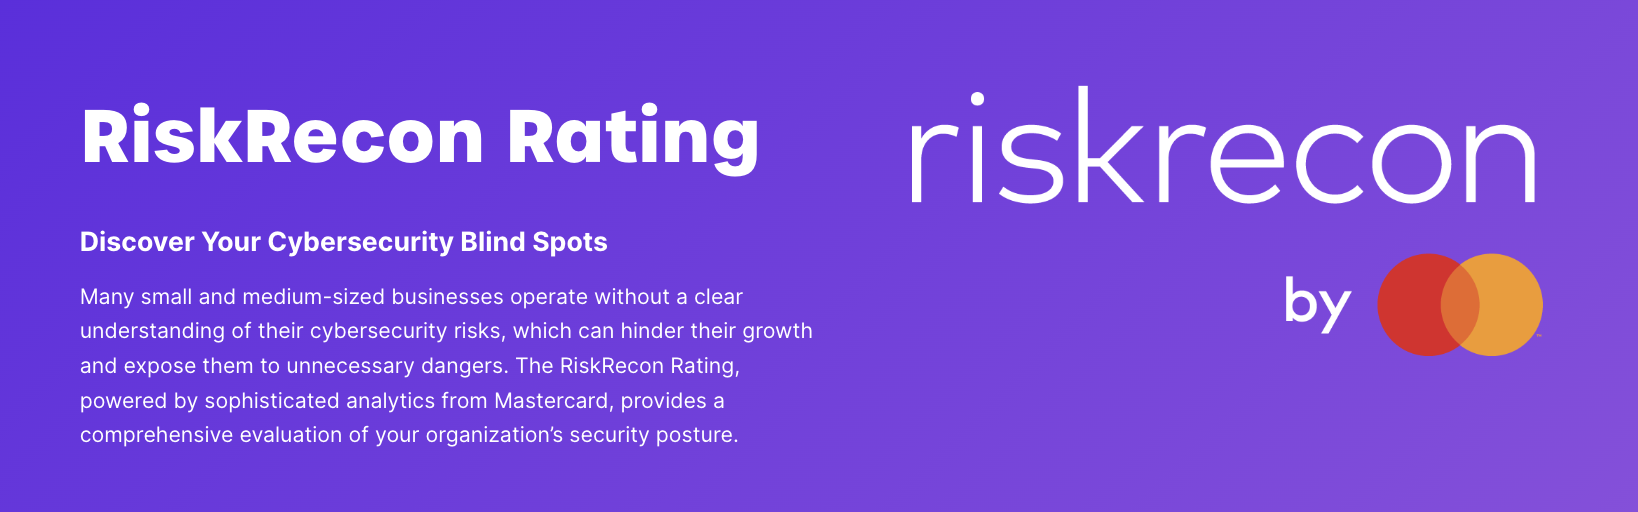 RiskRecon Rating
Discover Your Cybersecurity Blind Spots
Many small and medium-sized businesses operate without a clear
understanding of their cybersecurity risks, which can hinder their growth
and expose them to unnecessary dangers. The RiskRecon Rating,
powered by sophisticated analytics from Mastercard, provides a
comprehensive evaluation of your organization’s security posture.
riskrecon
by